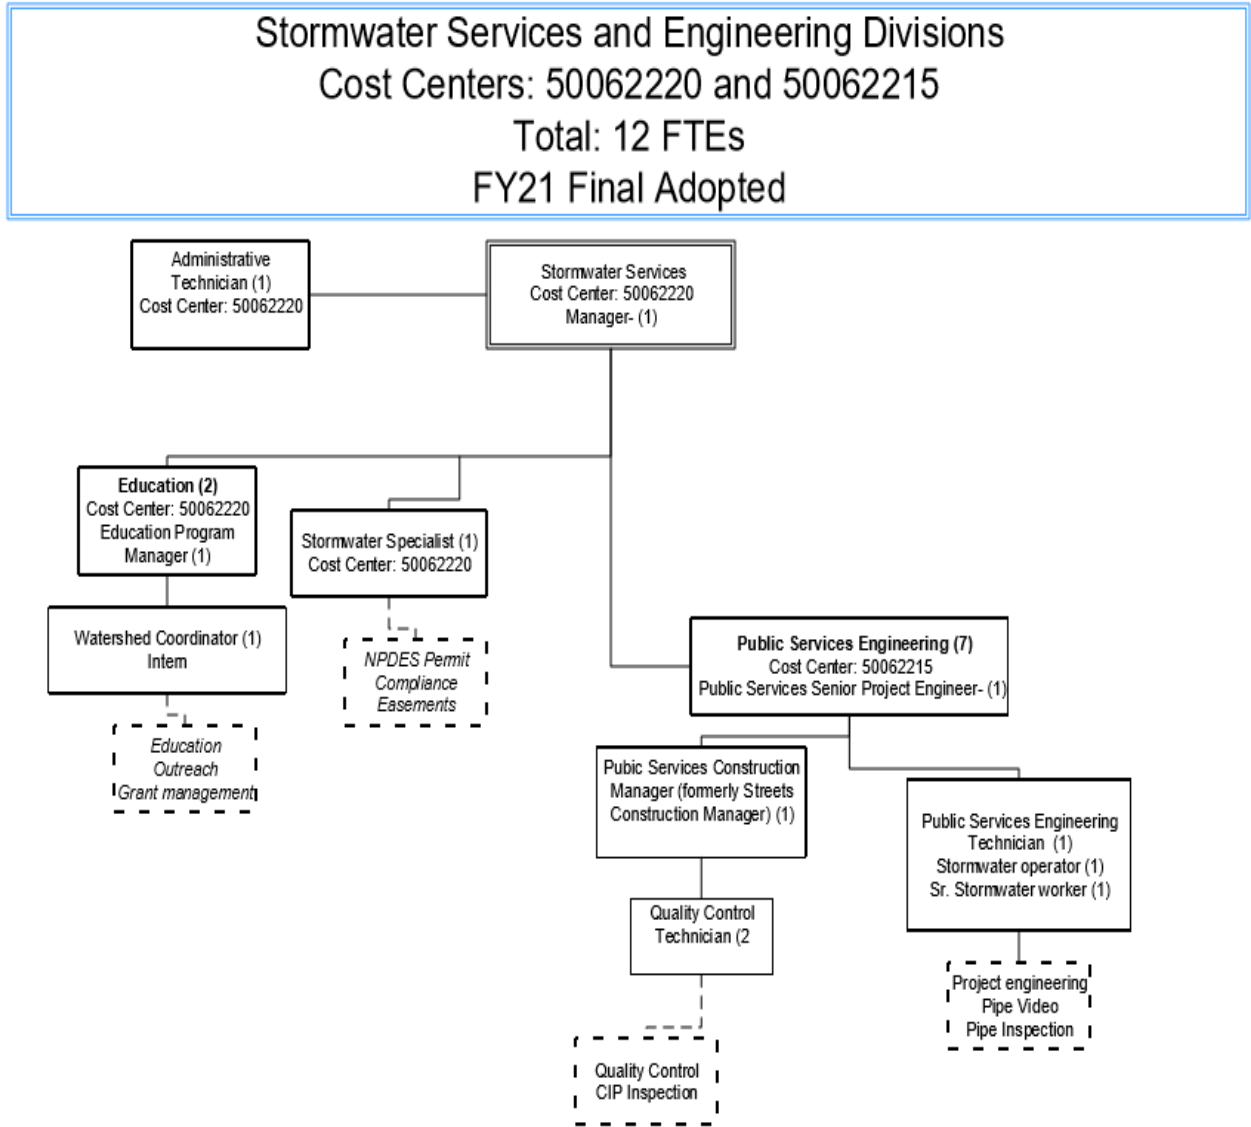 Stormwater Services and Engineering Divisions
Cost Centers: 50062220 and 50062215
Total: 12 FTEs
FY21 Final Adopted
Administrative
Technician (1)
Cost Center: 50062220
Stormwater Services
Cost Center: 50062220
Manager- (1)
Education (2)
Cost Center: 50062220
Education Program
Manager (1)
Stormwater Specialist (1)
Cost Center: 50062220
Watershed Coordinator (1)
Intern
NPDES Permit
Compliance
Easements
Education
Outreach
Grant management
Public Services Engineering (7)
Cost Center: 50062215
Public Services Senior Project Engineer- (1)
Pubic Services Construction
Manager (formerly Streets
Construction Manager) (1)
Public Services Engineering
Technician (1)
Stormwater operator (1)
Sr. Stormwater worker (1)
Quality Control
Technician (2
Project engineering
Pipe Video
Pipe Inspection
Quality Control
CIP Inspection